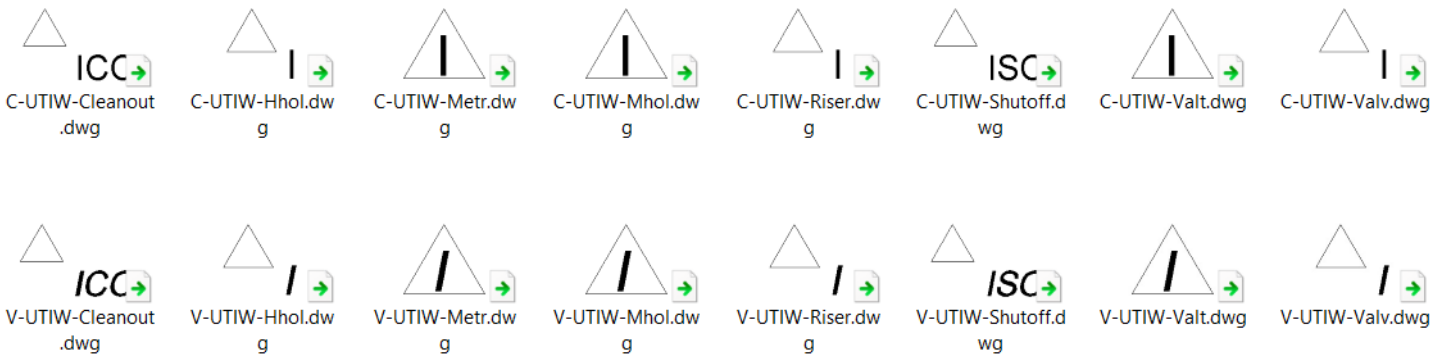 ICC
I
I
I
I
ISC
I
I
C-UTIW-Cleanout
.dwg
C-UTIW-Hhol.dw
g
C-UTIW-Metr.dw
g
C-UTIW-Mhol.dw
g
C-UTIW-Riser.dw
g
C-UTIW-Shutoff.d
wg
C-UTIW-Valt.dwg
C-UTIW-Valv.dwg
ICC
I
I
I
I
ISC
I
I
V-UTIW-Cleanout
.dwg
V-UTIW-Hhol.dw
g
V-UTIW-Metr.dw
g
V-UTIW-Mhol.dw
g
V-UTIW-Riser.dw
g
V-UTIW-Shutoff.d
wg
V-UTIW-Valt.dwg
V-UTIW-Valv.dwg